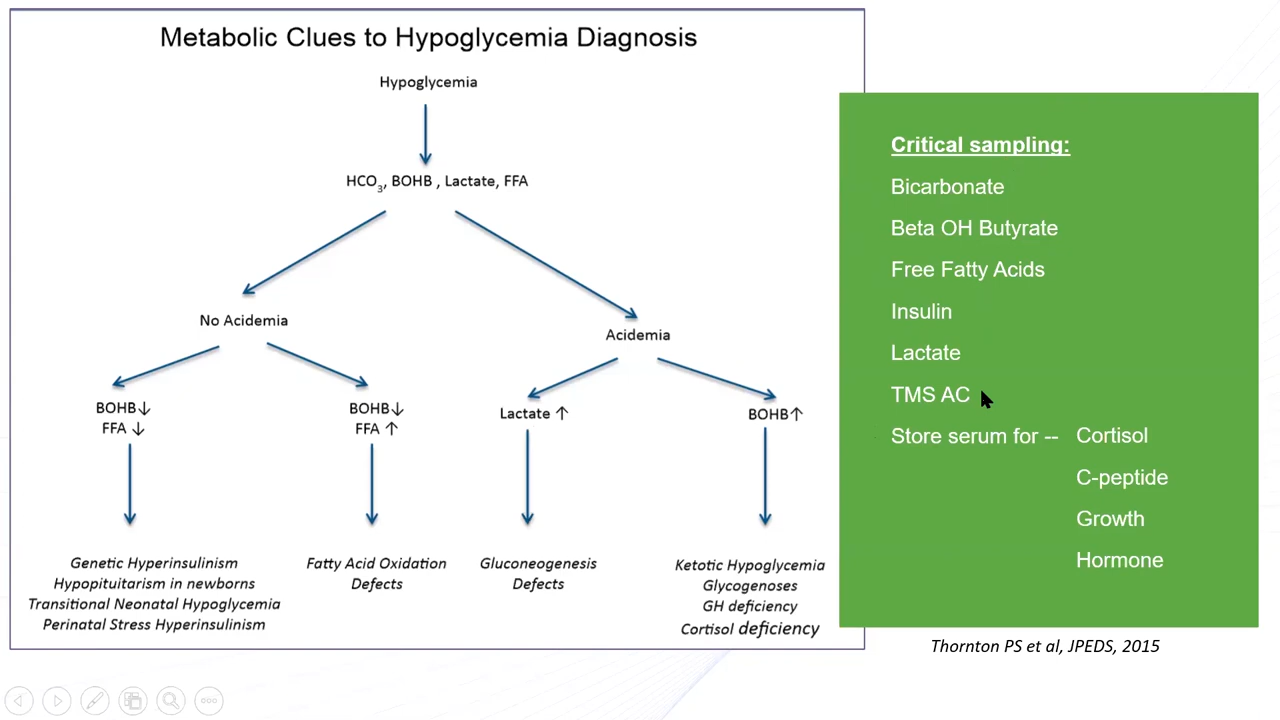 Metabolic Clues to Hypoglycemia Diagnosis
Hypoglycemia
HCO3, BOHB , Lactate, FFA
No Acidemia
Acidemia
BOHB↓
FFA ↓
BOHB↓
FFA ↑
Lactate ↑
BOHB↑
Genetic Hyperinsulinism
Hypopituitarism in newborns
Transitional Neonatal Hypoglycemia
Perinatal Stress Hyperinsulinism
Fatty Acid Oxidation
Defects
Gluconeogenesis
Defects
Ketotic Hypoglycemia
Glycogenoses
GH deficiency
Cortisol deficiency
Critical sampling:
Bicarbonate
Beta OH Butyrate
Free Fatty Acids
Insulin
Lactate
TMS AC
Store serum for -- Cortisol
C-peptide
Growth
Hormone
Thornton PS et al, JPEDS, 2015